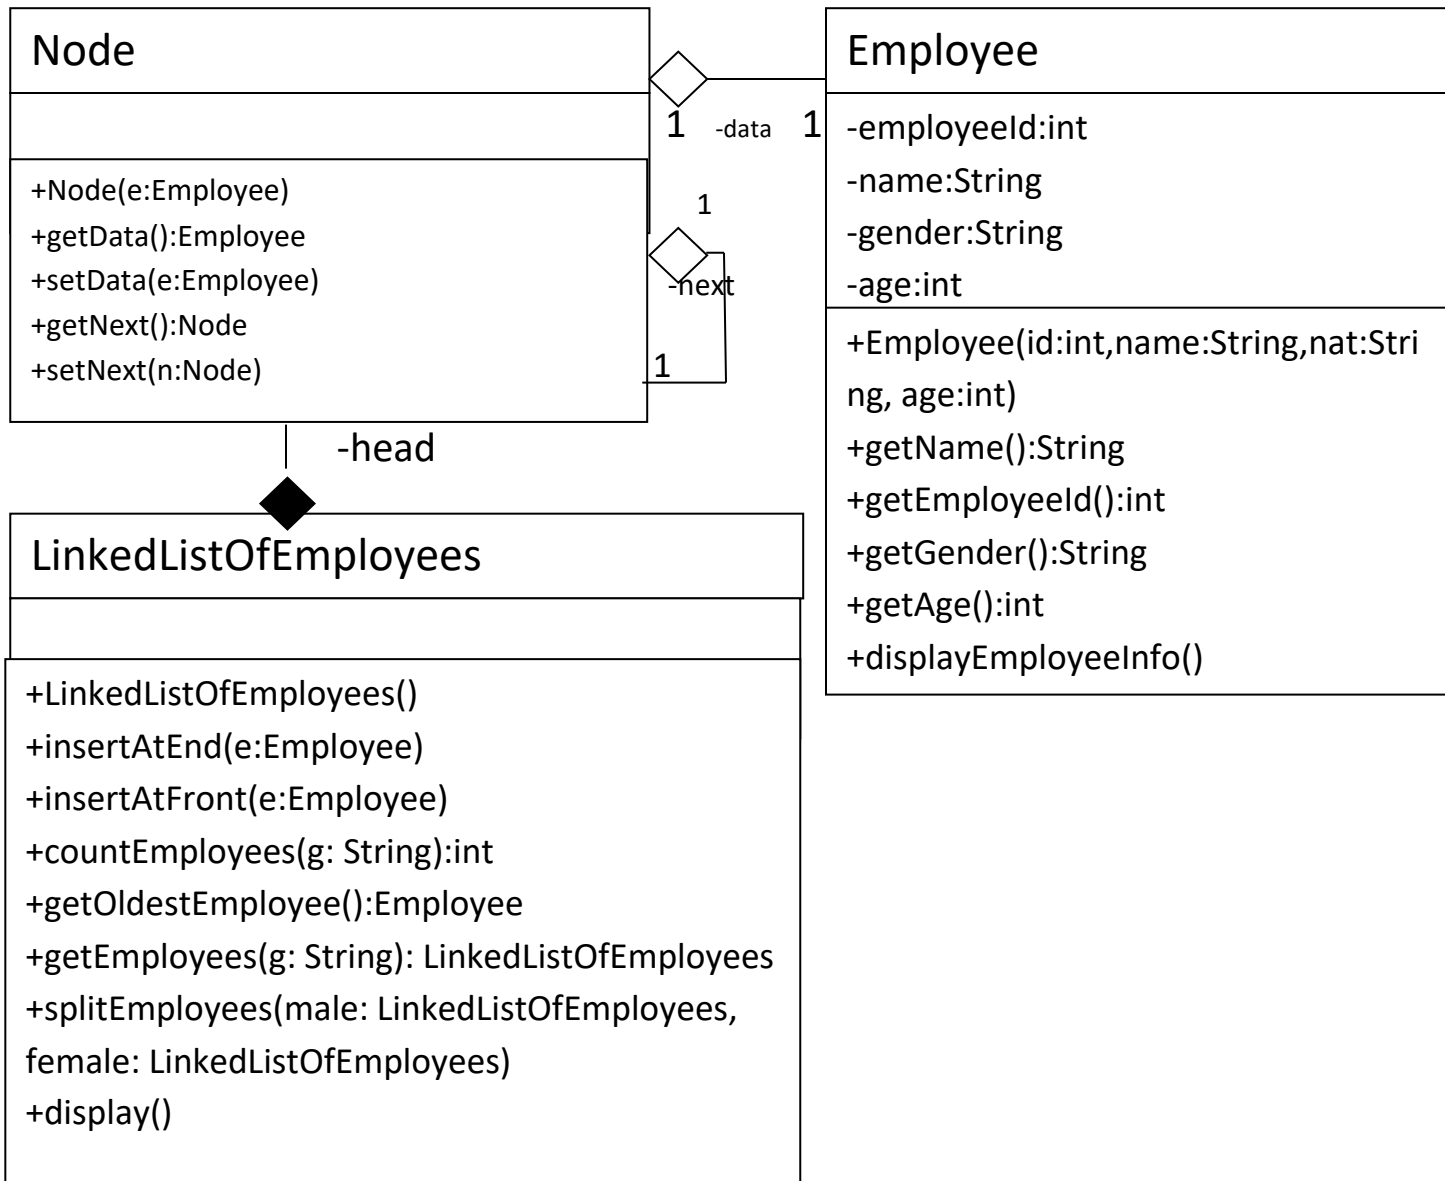 Node
+Node(e:Employee)
+getData():Employee
+setData(e:Employee)
+getNext():Node
+setNext(n:Node)
1 -data 1
1
-next
1
-head
Employee
-employeeId:int
-name:String
-gender:String
-age:int
+Employee(id:int,name:String,nat:Stri
ng, age:int)
+getName():String
+getEmployeeId():int
+getGender():String
+getAge():int
+displayEmployeeInfo()
LinkedListOfEmployees
+LinkedListOfEmployees()
+insertAtEnd(e:Employee)
+insertAtFront(e:Employee)
+countEmployees(g: String):int
+getOldestEmployee():Employee
+getEmployees(g: String): LinkedListOfEmployees
+splitEmployees(male: LinkedListOfEmployees,
female: LinkedListOfEmployees)
+display()